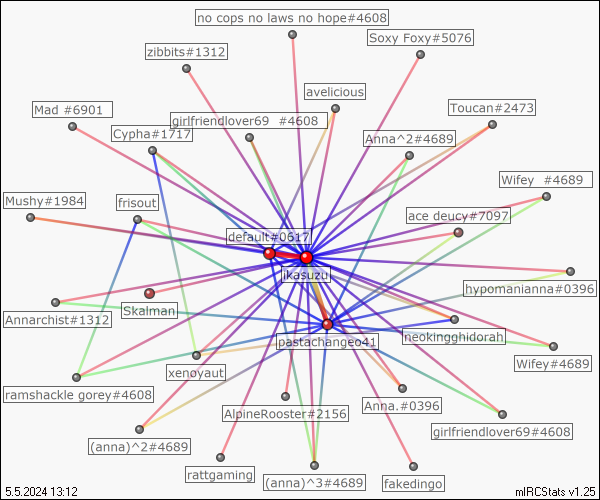 no cops no laws no hope#4608
Soxy Foxy#5076
zibbits#1312
avelicious
Mad #6901
girlfriendlover69 #4608
Toucan#2473
Cypha#1717
Anna^2#4689
Wifey #4689
Mushy#1984
frisout
ace deucy#7097
default#0617
ikasuzu
hypomanianna#0396
Skalman
Annarchist#1312
pastachangeo41
neokingghidorah
Wifey#4689
xenoyaut
ramshackle gorey#4608
Anna.#0396
AlpineRooster#2156
girlfriendlover69#4608
(anna)^2#4689
rattgaming
(anna)^3#4689
fakedingo
5.5.2024 13:12
mIRCStats v1.25